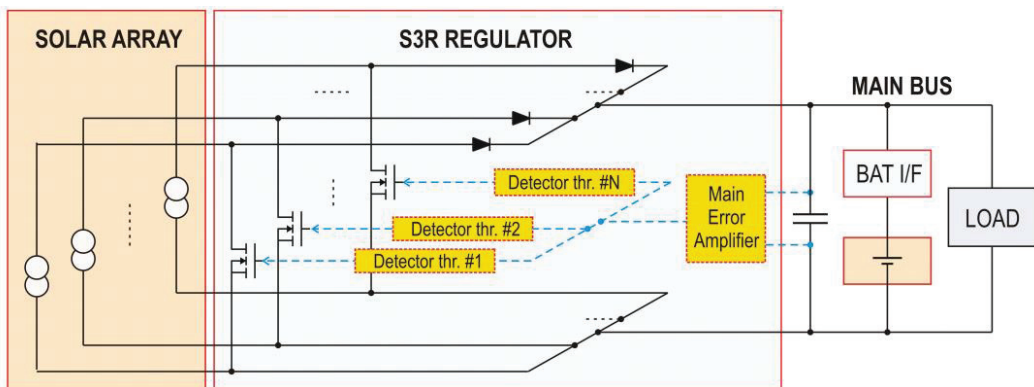 SOLAR ARRAY
S3R REGULATOR
MAIN BUS
Detector thr. #N
Detector thr. #2
Detector thr. #1
Main
Error
Amplifier
BAT I/F
LOAD